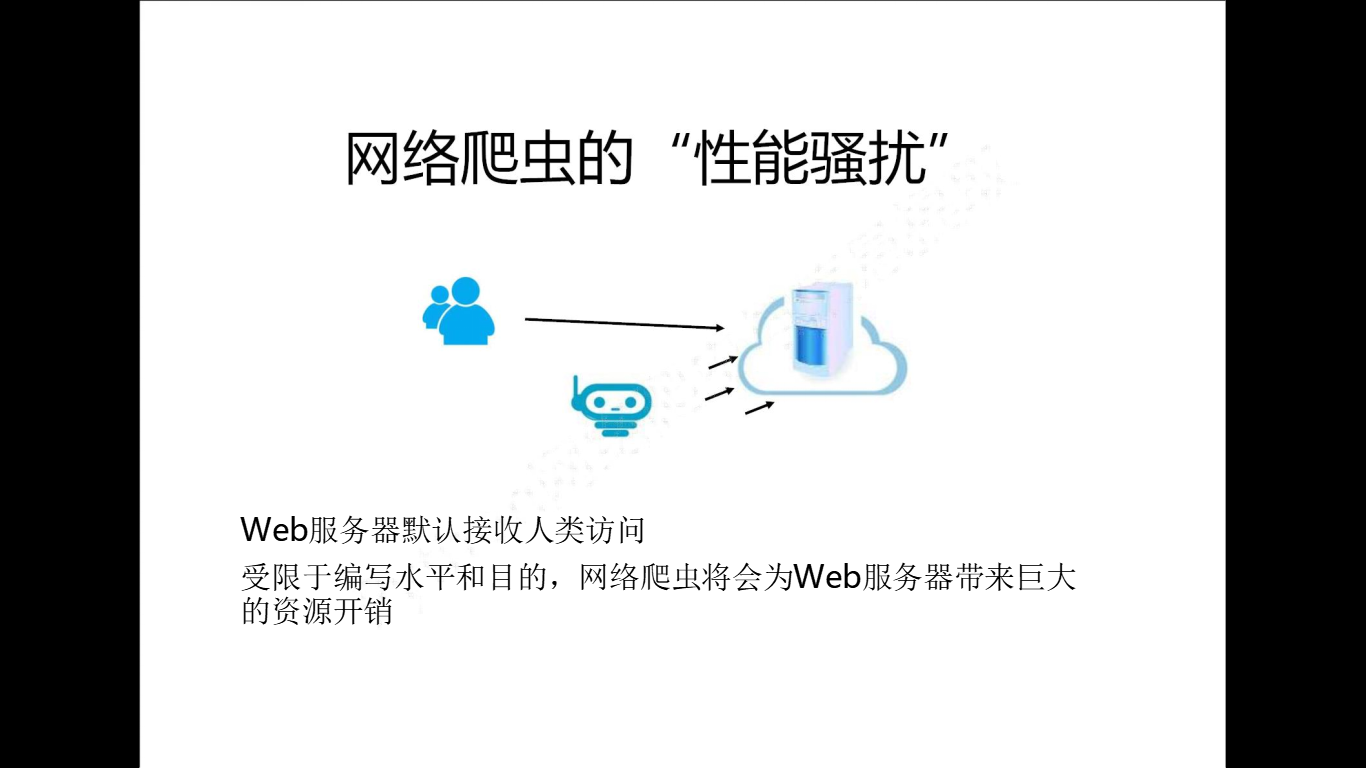 网络爬虫的“性能骚扰”
Web服务器默认接收人类访问
受限于编写水平和目的，网络爬虫将会为Web服务器带来巨大
的资源开销